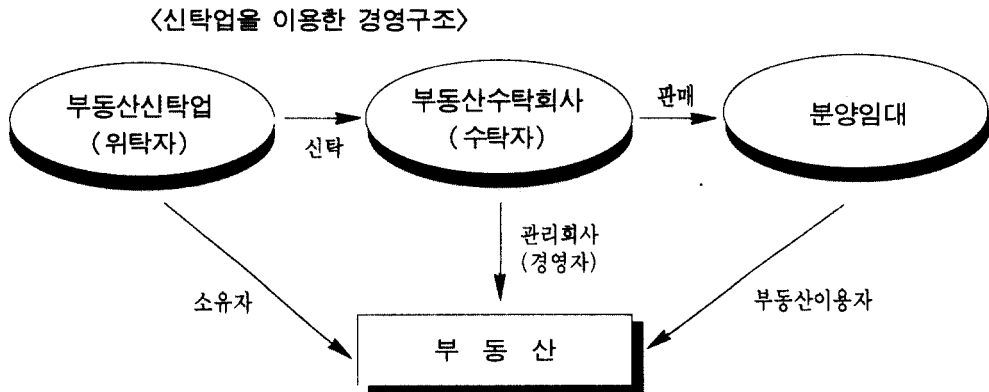 〈신탁업을 이용한 경영구조〉
부동산신탁업
(위탁자)
신탁
부동산수탁회사
(수탁자)
판매
분양임대
소유자
관리회사
(경영자)
부동산이용자
부 동 산